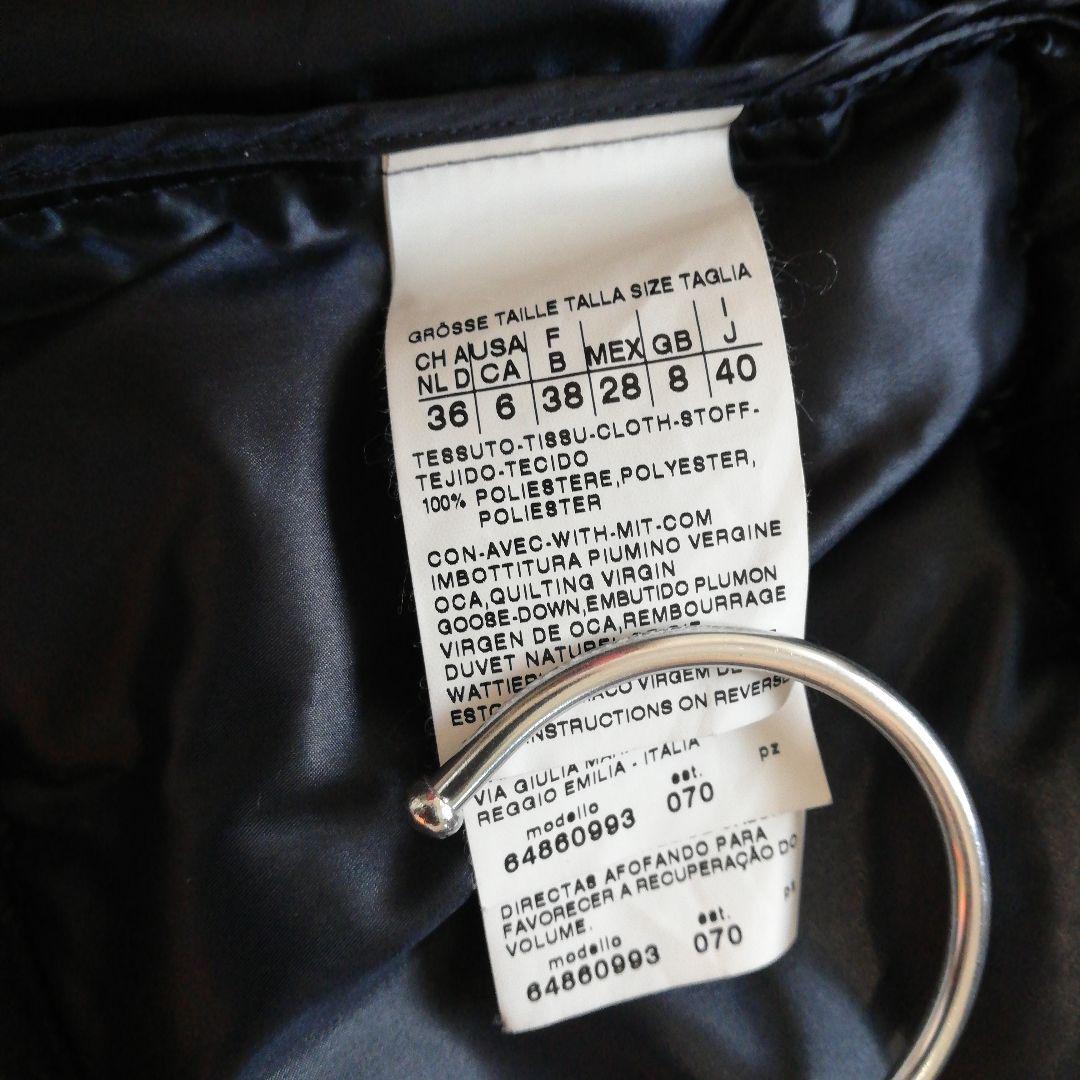 GRÖSSE TAILLE TALLA SIZE TAGLIA
CH A USA F MEX GB I
NL D CA B J
36 6 38 28 8 40
TESSUTO-TISSU-CLOTH-STOFF-
TEJIDO-TECIDO
100% POLIESTERE,POLYESTER,
POLIESTER
CON-AVEC-WITH-MIT-COM
IMBOTTITURA PIUMINO VERGINE
OCA,QUILTING VIRGIN
GOOSE-DOWN,EMBUTIDO PLUMON
VIRGEN DE OCA,REMBOURRAGE
DUVET
VIRGEM
INSTRUCTIONS ON REVERSE
VIA GIULIA
REGGIO EMILIA - ITALIA
modello est. pz
64860993 070
DIRECTAS AFOFANDO PARA
FAVORECER A RECUPERAÇÃO DO
VOLUME.
modello est.
64860993 070